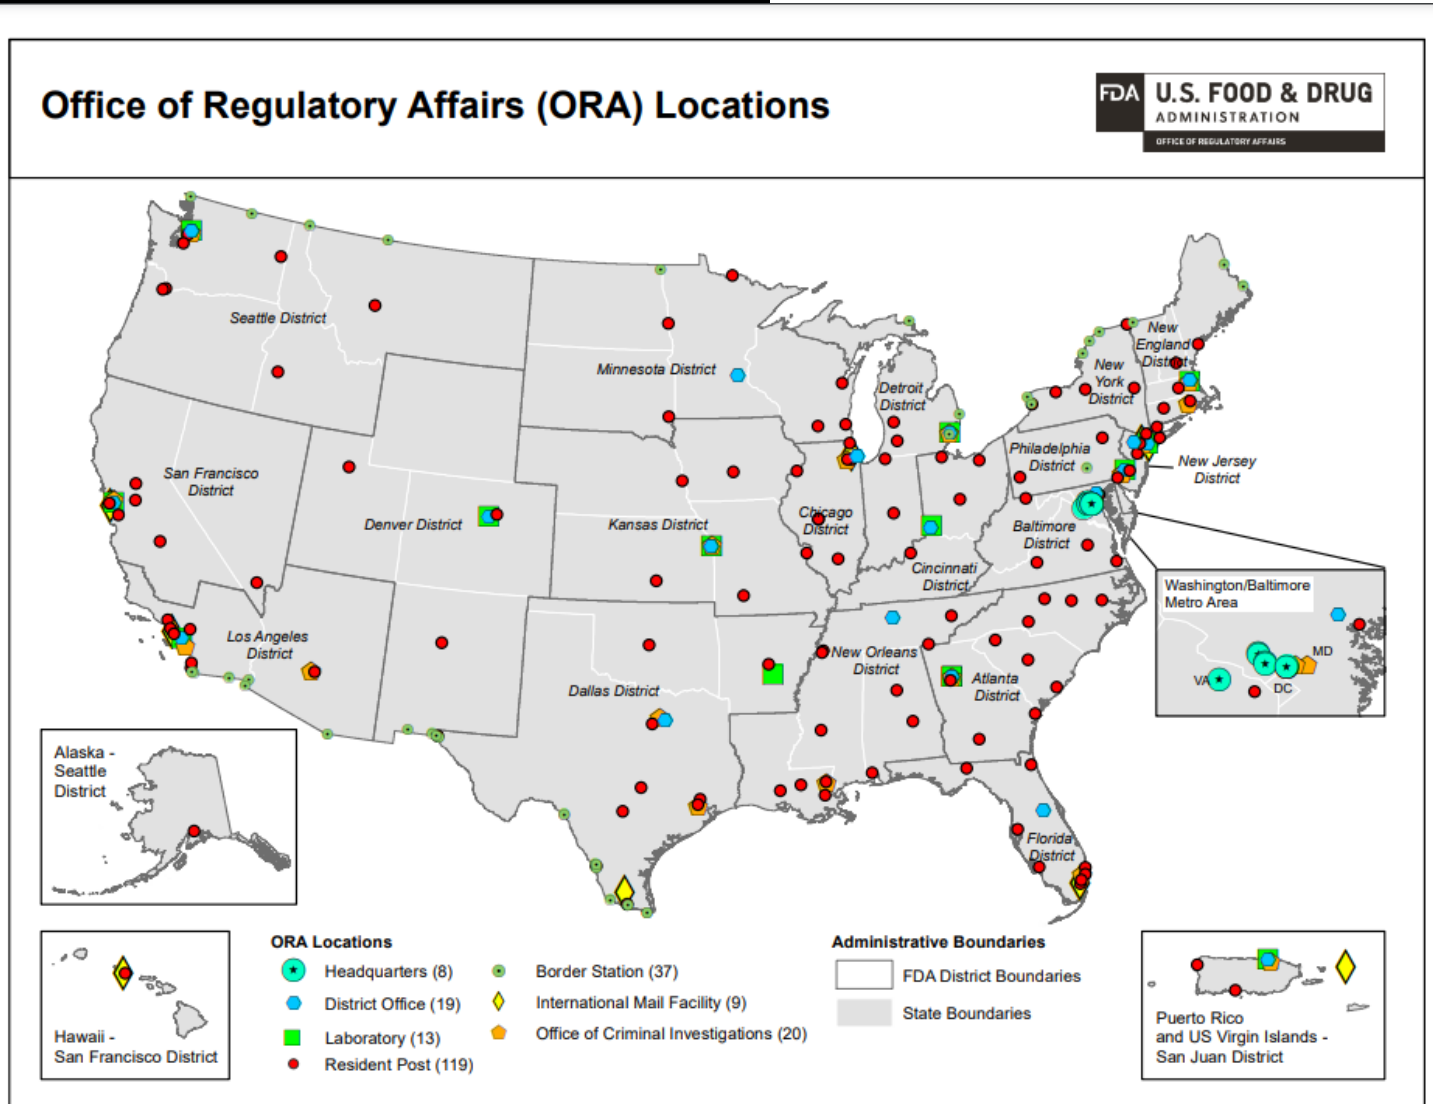 Office of Regulatory Affairs (ORA) Locations
FDA
U.S. FOOD & DRUG
ADMINISTRATION
OFFICE OF REGULATORY AFFAIRS
Seattle District
Minnesota District
Detroit
District
New
England
District
New
York
District
Philadelphia
District
New Jersey
District
San Francisco
District
Denver District
Kansas District
Chicago
District
Baltimore
District
Cincinnati
District
Washington/Baltimore
Metro Area
MD
VA
DC
Los Angeles
District
Dallas District
New Orleans
District
Atlanta
District
Florida
District
Alaska -
Seattle
District
Hawaii -
San Francisco District
ORA Locations
Headquarters (8)
District Office (19)
Laboratory (13)
Resident Post (119)
Border Station (37)
International Mail Facility (9)
Office of Criminal Investigations (20)
Administrative Boundaries
FDA District Boundaries
State Boundaries
Puerto Rico
and US Virgin Islands -
San Juan District